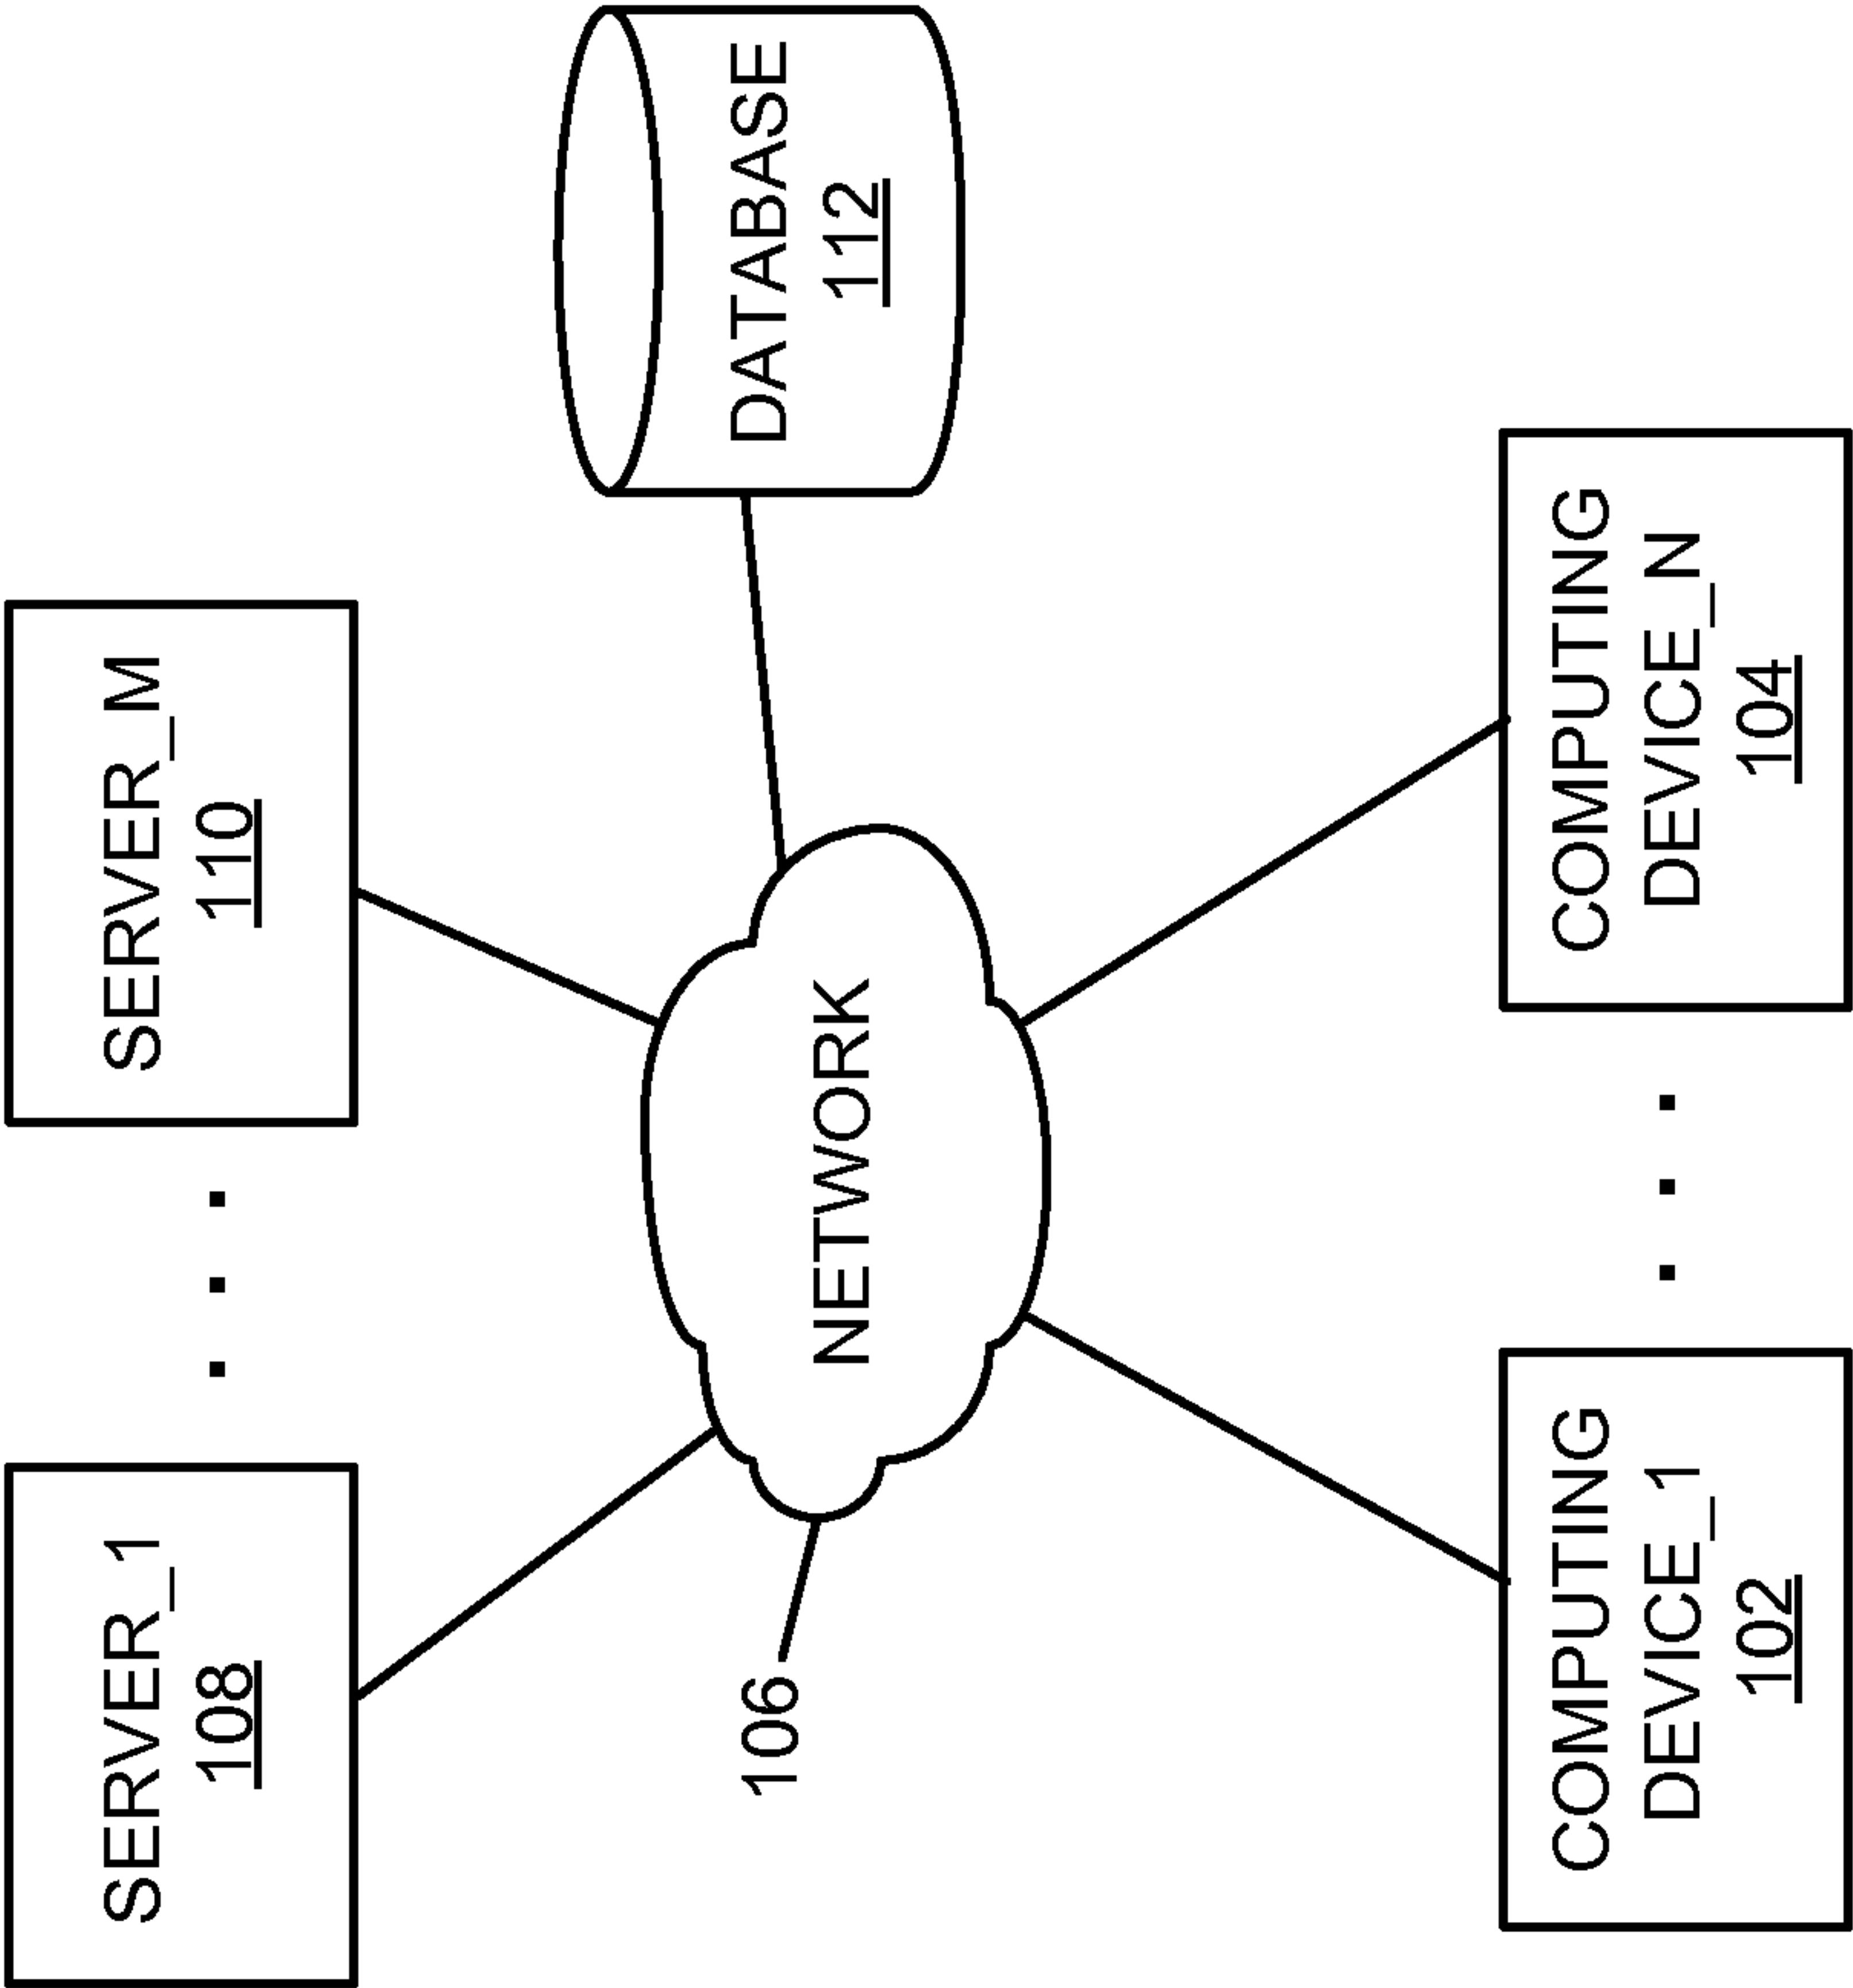 SERVER_1
108
SERVER_M
110
DATABASE
112
NETWORK
106
COMPUTING
DEVICE_1
102
COMPUTING
DEVICE_N
104